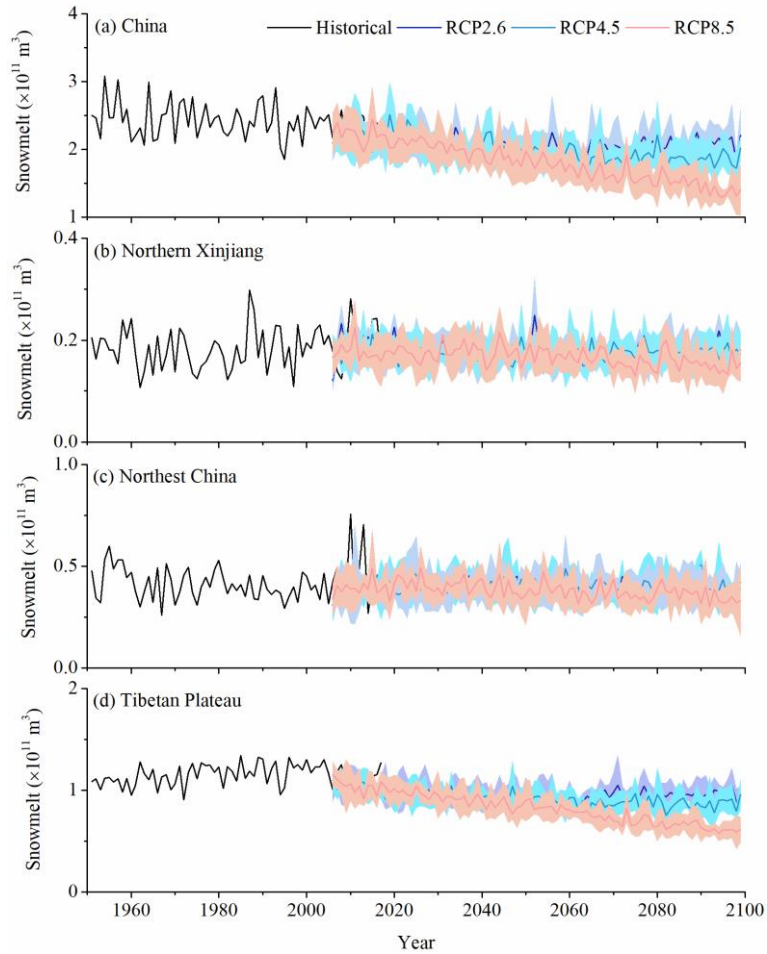 (a) China
Historical RCP2.6 RCP4.5 RCP8.5
Snowmelt (×10¹¹ m³)
4
3
2
1
(b) Northern Xinjiang
Snowmelt (×10¹¹ m³)
0.4
0.2
0.0
(c) Northest China
Snowmelt (×10¹¹ m³)
1.0
0.5
0.0
(d) Tibetan Plateau
Snowmelt (×10¹¹ m³)
2
1
0
1960 1980 2000 2020 2040 2060 2080 2100
Year